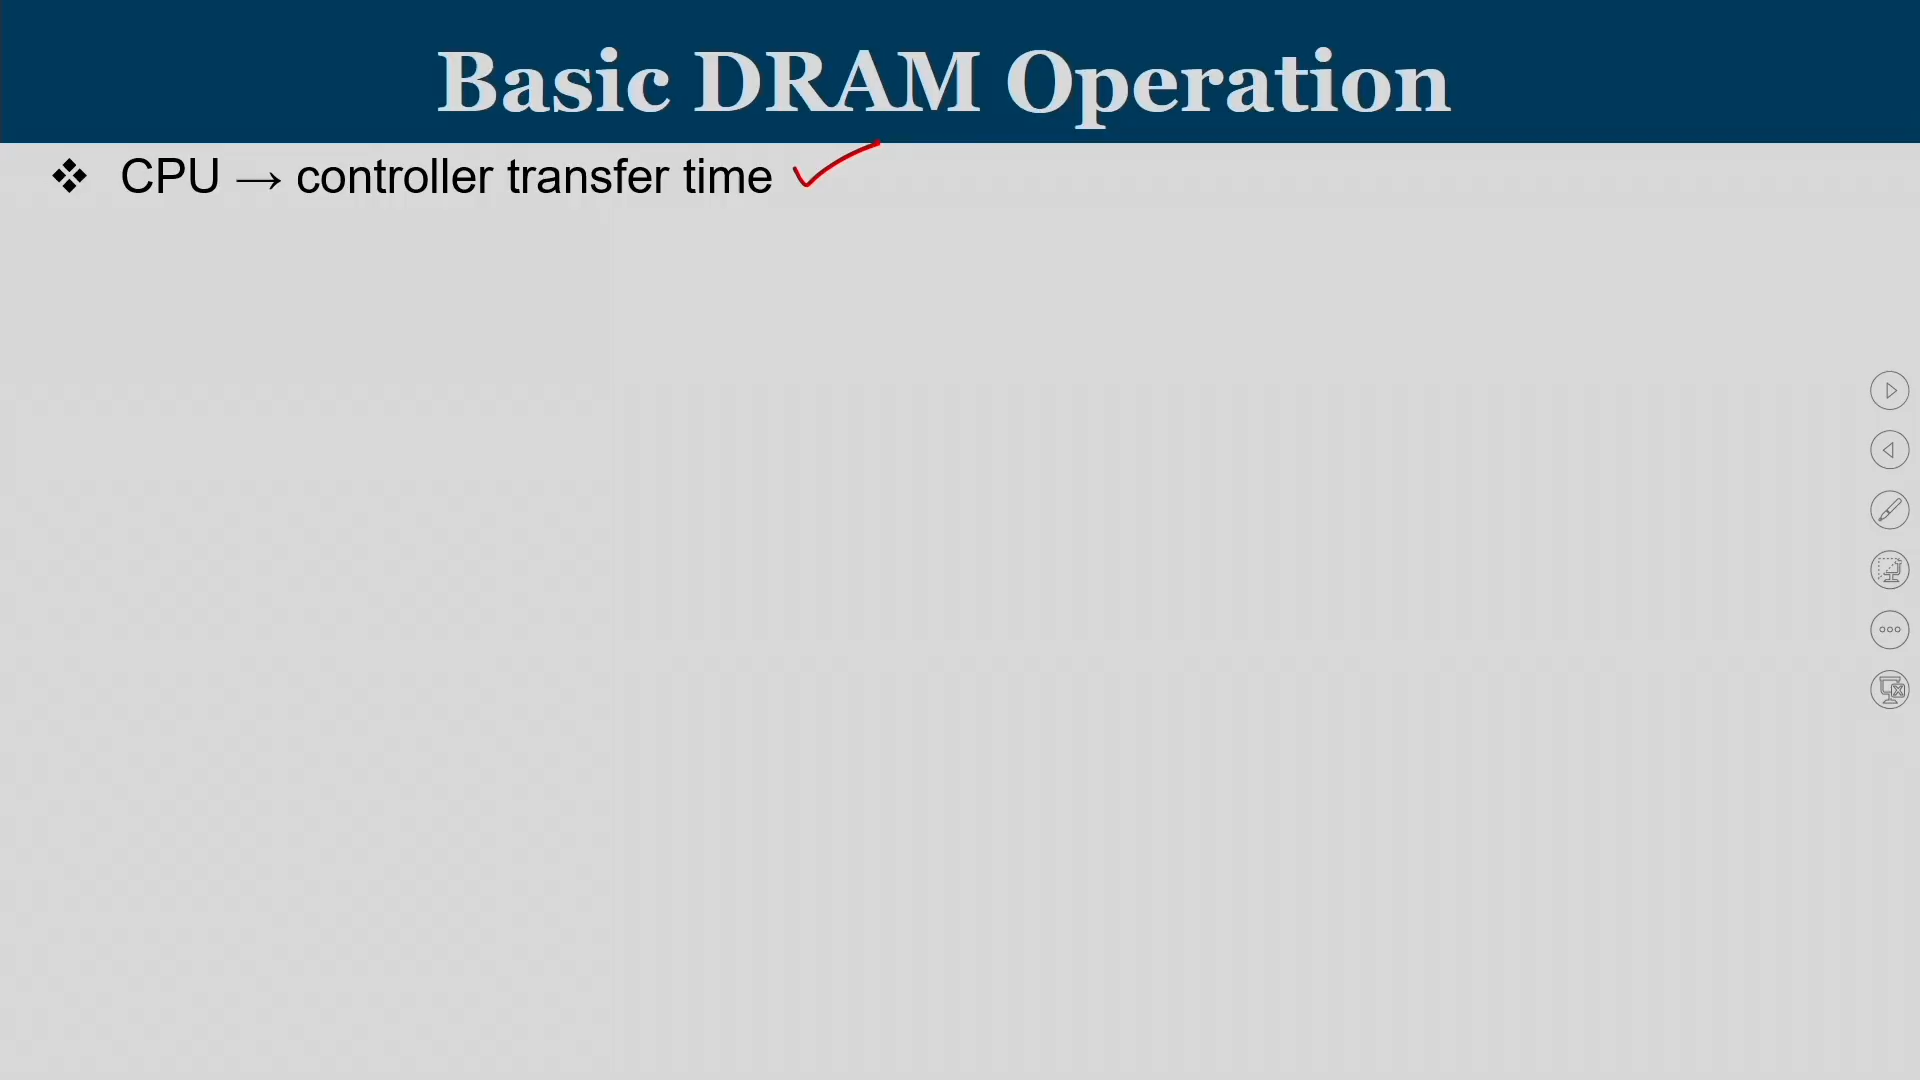 Basic DRAM Operation
❖ CPU → controller transfer time